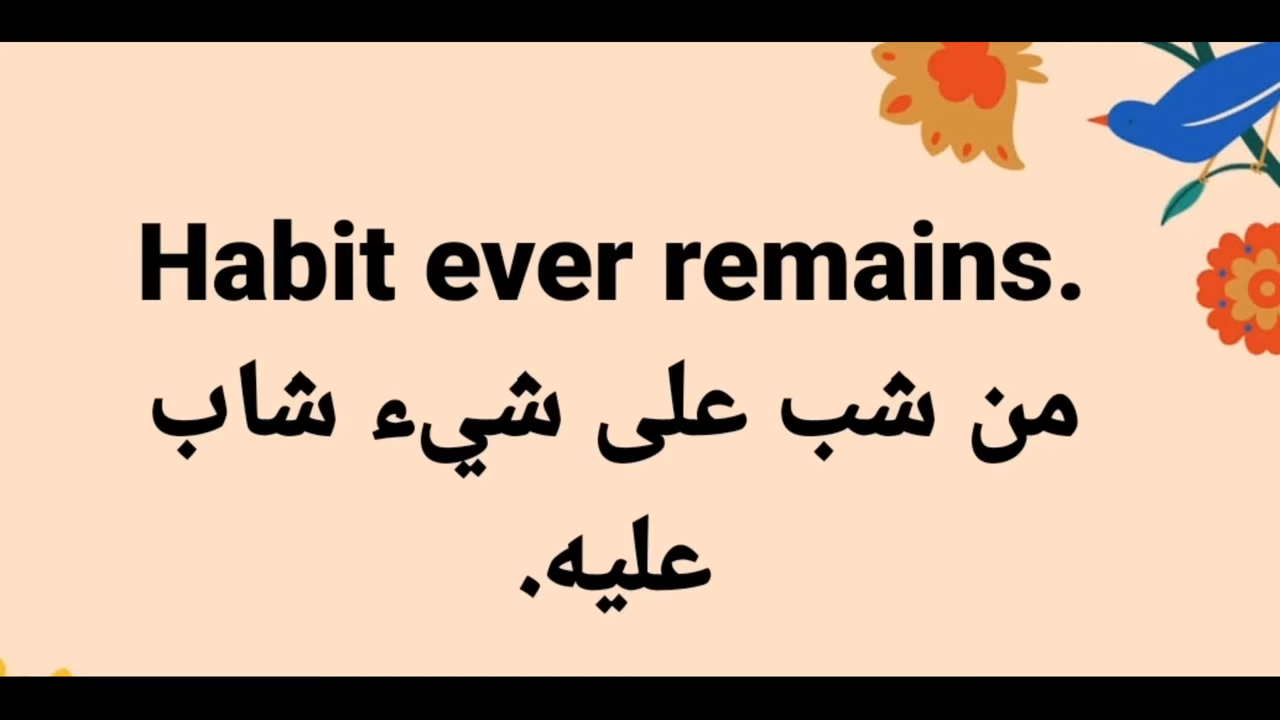 Habit ever remains.
من شب على شيء شاب
عليه.